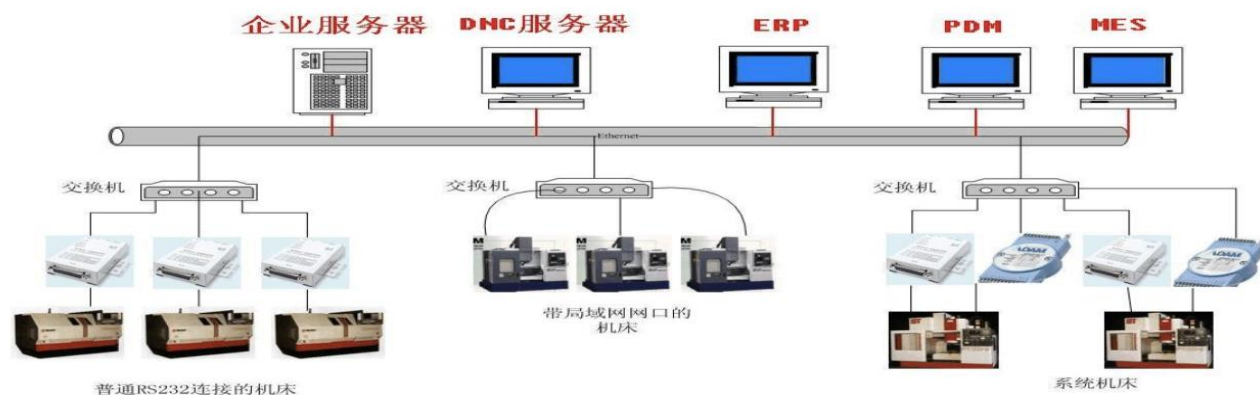 企业服务器
DNC服务器
ERP
PDM
MES
Ethernet
交换机
交换机
交换机
ADAM
ADAM
带局域网网口的
机床
普通RS232连接的机床
系统机床